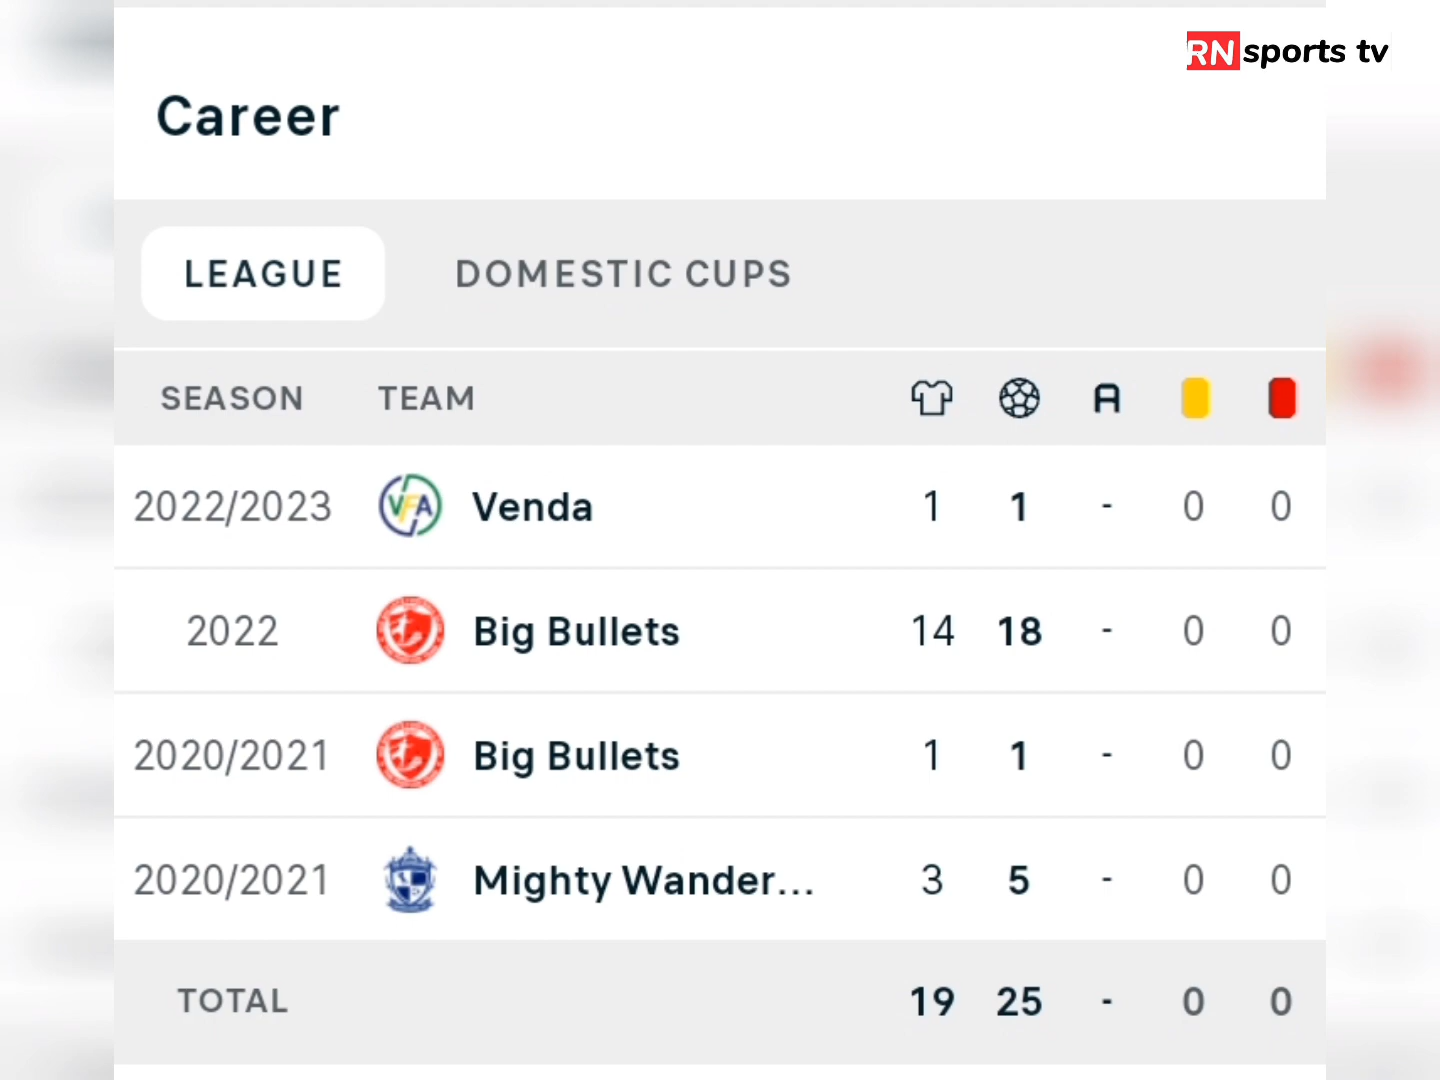 RN sports tv
Career
LEAGUE DOMESTIC CUPS
SEASON TEAM A
2022/2023 VFA Venda 1 1 - 0 0
2022 Big Bullets 14 18 - 0 0
2020/2021 Big Bullets 1 1 - 0 0
2020/2021 Mighty Wander... 3 5 - 0 0
TOTAL 19 25 - 0 0